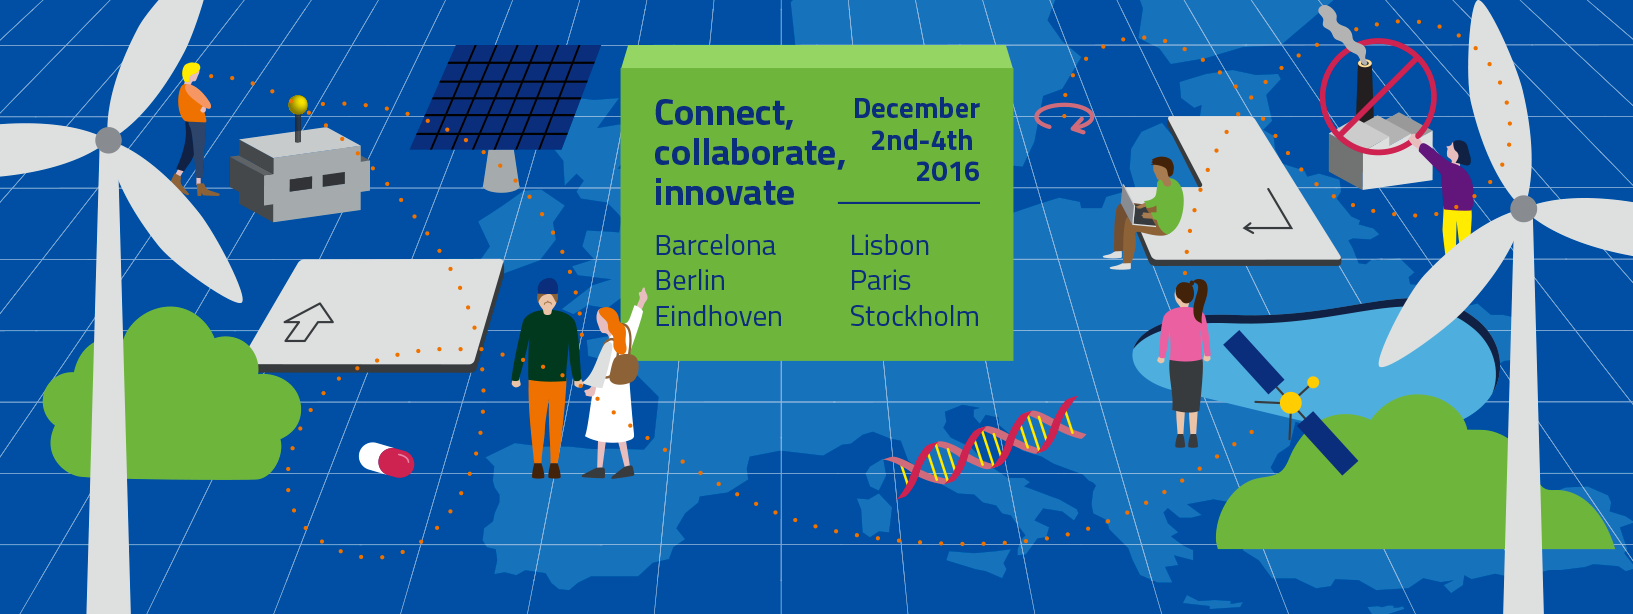 Connect,
collaborate,
innovate
December
2nd-4th
2016
Barcelona
Berlin
Eindhoven
Lisbon
Paris
Stockholm